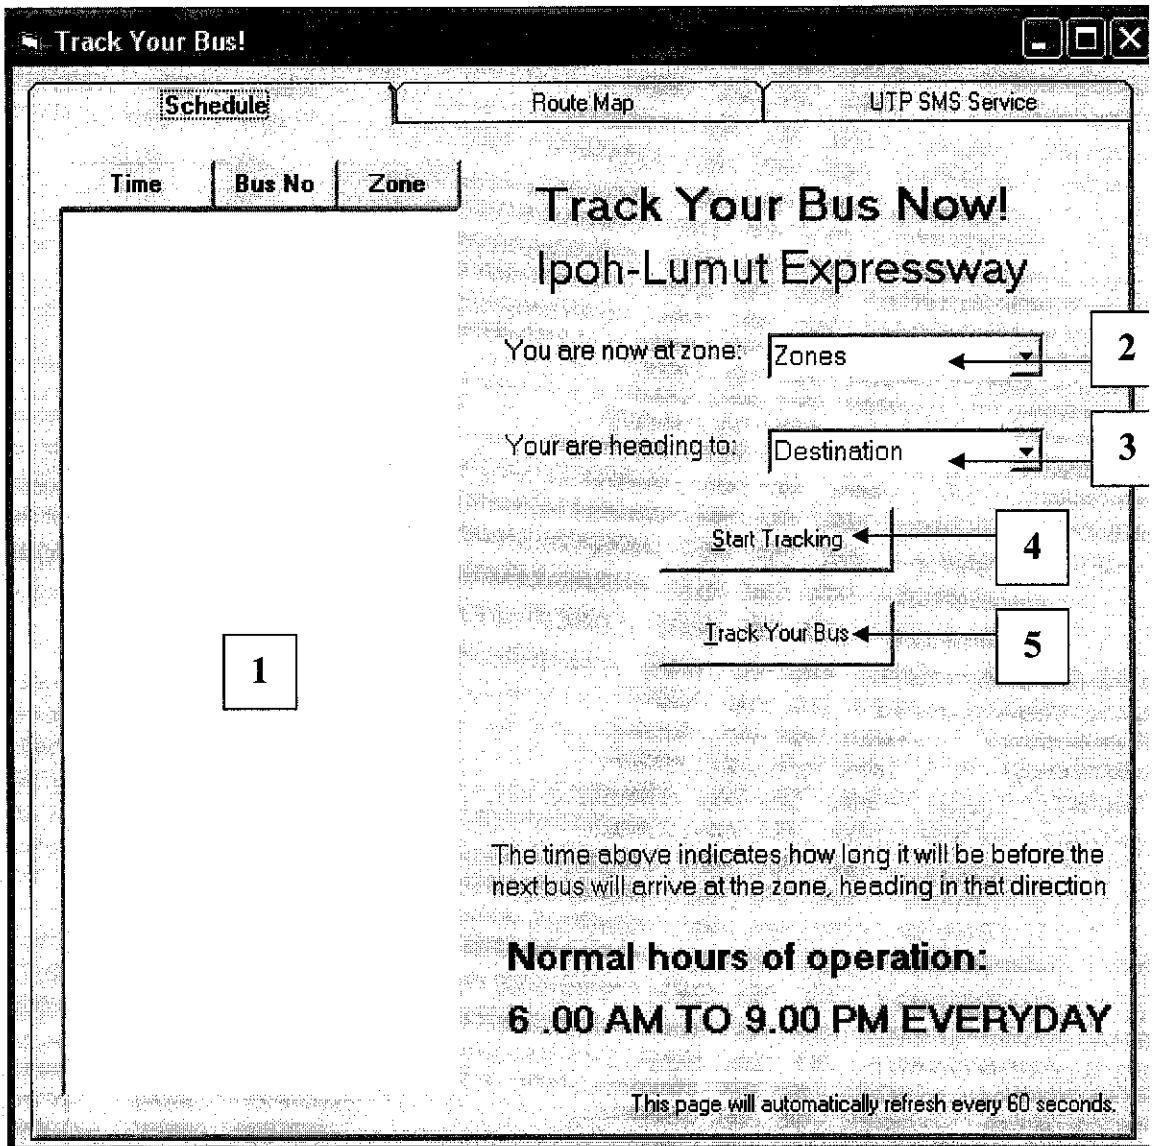 Track Your Bus!
Schedule Route Map UTP SMS Service
Time Bus No Zone
Track Your Bus Now!
Ipoh-Lumut Expressway
You are now at zone: Zones 2
Your are heading to: Destination 3
Start Tracking 4
Track Your Bus 5
1
The time above indicates how long it will be before the
next bus will arrive at the zone, heading in that direction
Normal hours of operation:
6 .00 AM TO 9.00 PM EVERYDAY
This page will automatically refresh every 60 seconds.